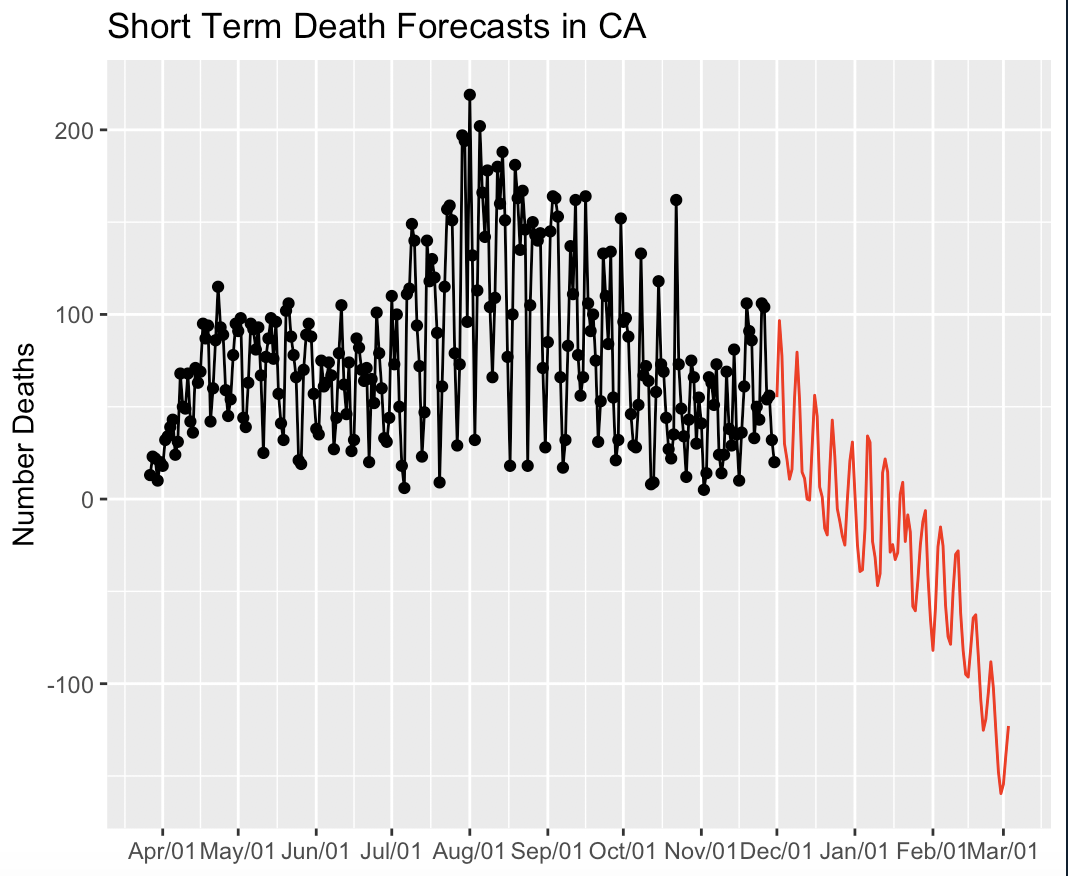 Short Term Death Forecasts in CA
Number Deaths
200
100
0
-100
Apr/01 May/01 Jun/01 Jul/01 Aug/01 Sep/01 Oct/01 Nov/01 Dec/01 Jan/01 Feb/01 Mar/01